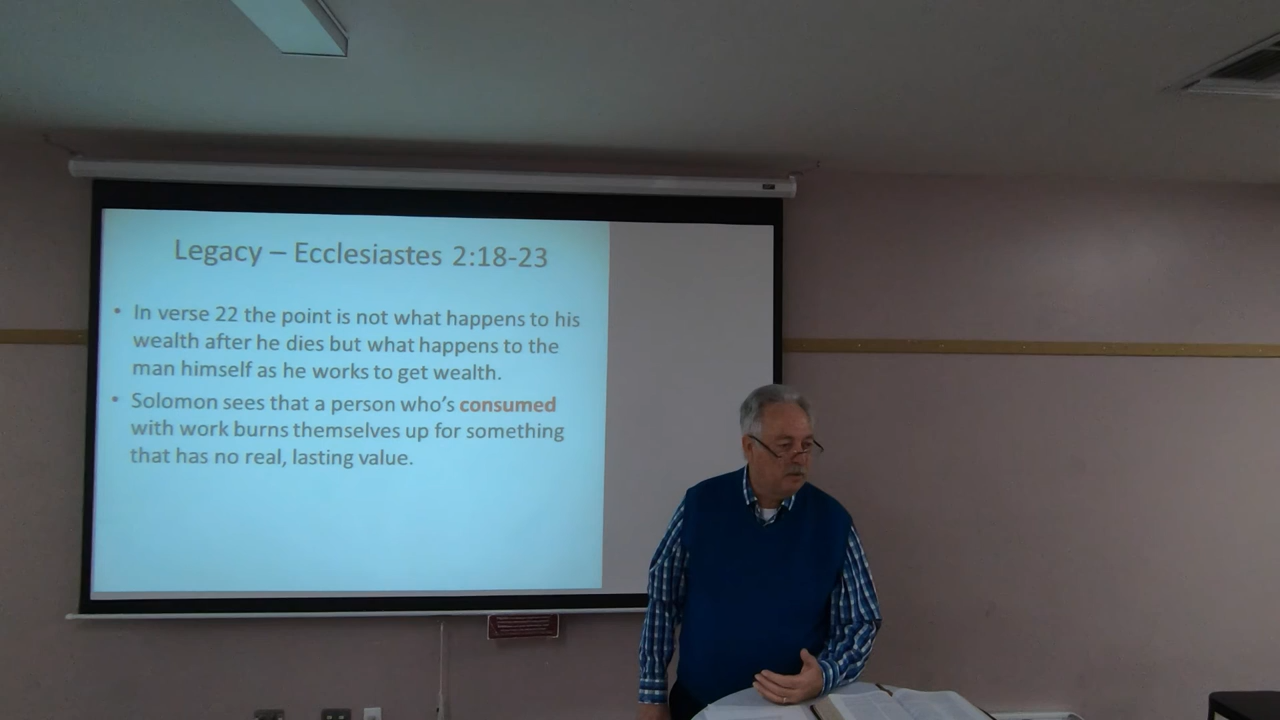 Legacy – Ecclesiastes 2:18-23
• In verse 22 the point is not what happens to his
wealth after he dies but what happens to the
man himself as he works to get wealth.
• Solomon sees that a person who's consumed
with work burns themselves up for something
that has no real, lasting value.